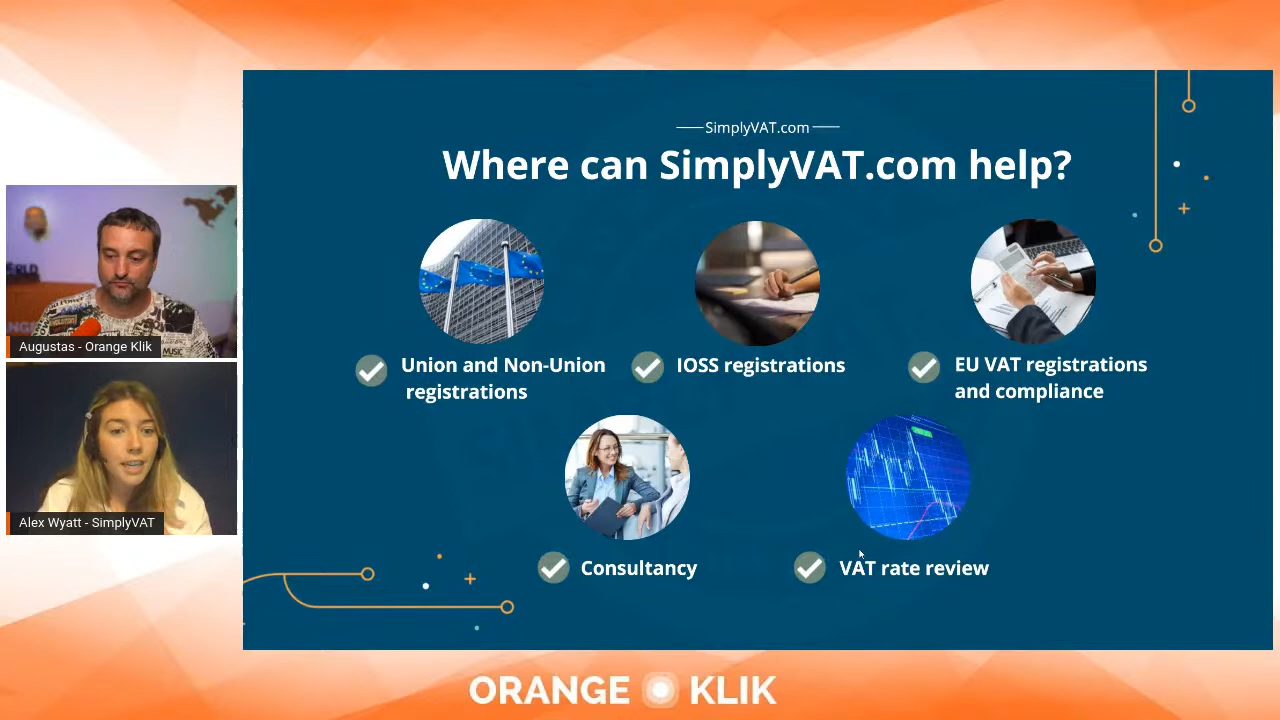 SimplyVAT.com
Where can SimplyVAT.com help?
Union and Non-Union
registrations
IOSS registrations
EU VAT registrations
and compliance
Consultancy
VAT rate review
Augustas - Orange Klik
MUSIC
Alex Wyatt - SimplyVAT
ORANGE KLIK